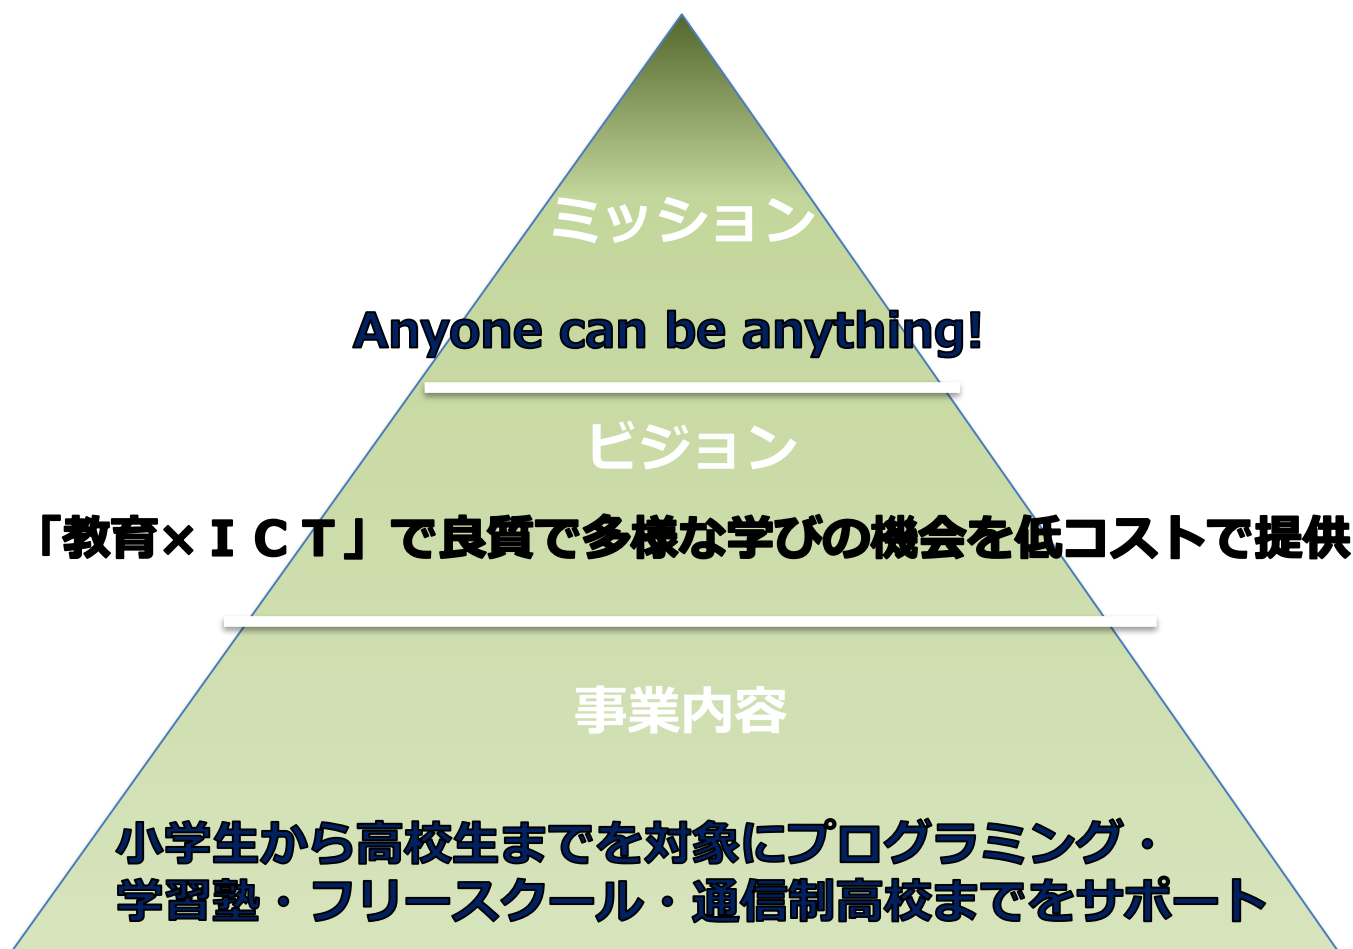 ミッション
Anyone can be anything!
ビジョン
「教育×ＩＣＴ」で良質で多様な学びの機会を低コストで提供
事業内容
小学生から高校生までを対象にプログラミング・
学習塾・フリースクール・通信制高校までをサポート